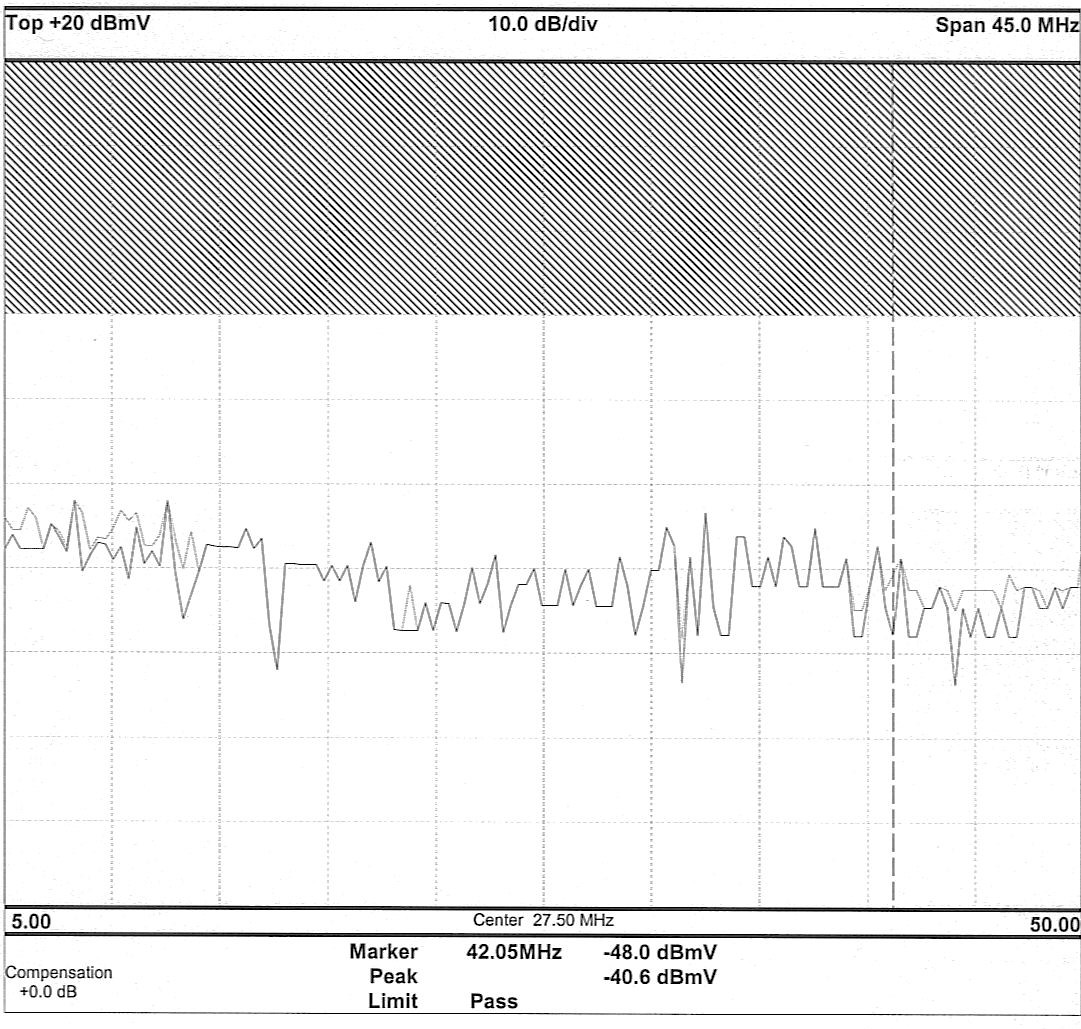 Top +20 dBmV 10.0 dB/div Span 45.0 MHz
5.00 Center 27.50 MHz 50.00
Marker 42.05MHz -48.0 dBmV
Compensation Peak -40.6 dBmV
+0.0 dB
Limit Pass